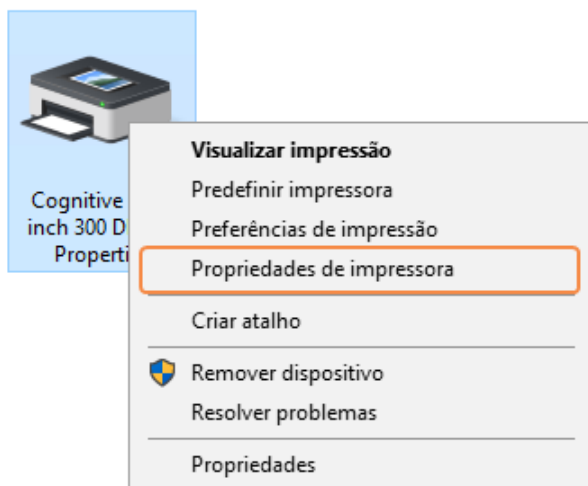 Cognitive
inch 300 D
Properti
Visualizar impressão
Predefinir impressora
Preferências de impressão
Propriedades de impressora
Criar atalho
Remover dispositivo
Resolver problemas
Propriedades